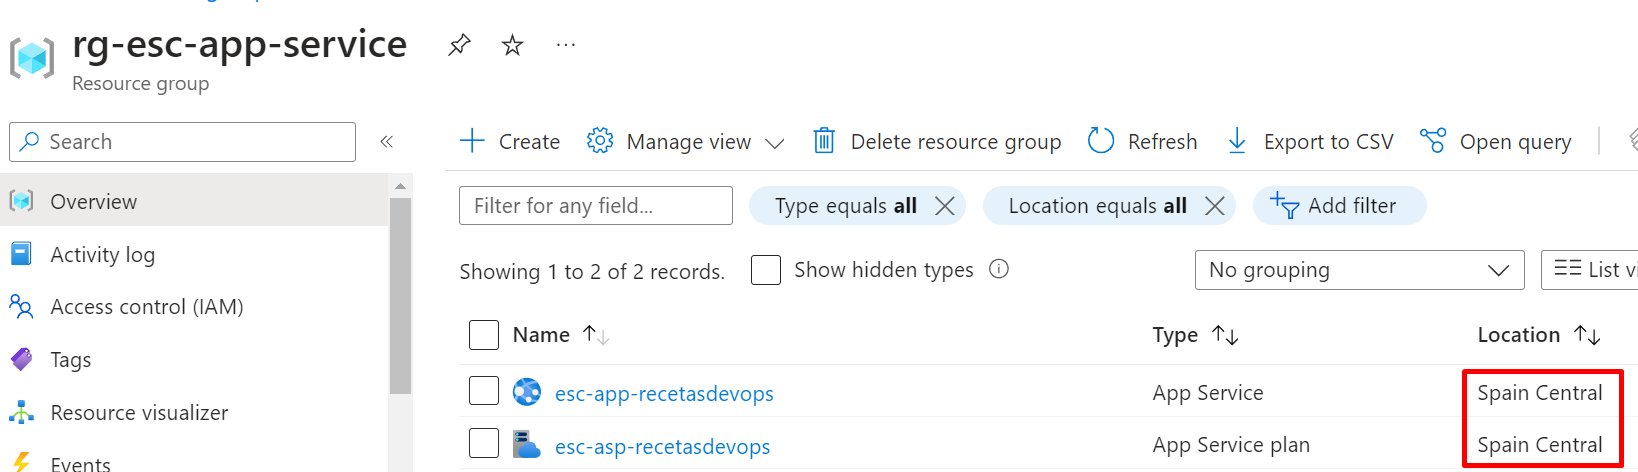 rg-esc-app-service
Resource group
Search
Create
Manage view
Delete resource group
Refresh
Export to CSV
Open query
Overview
Activity log
Access control (IAM)
Tags
Resource visualizer
Events
Filter for any field...
Type equals all
Location equals all
Add filter
Showing 1 to 2 of 2 records.
Show hidden types
No grouping
List vi
Name
Type
Location
esc-app-recetasdevops
App Service
Spain Central
esc-asp-recetasdevops
App Service plan
Spain Central